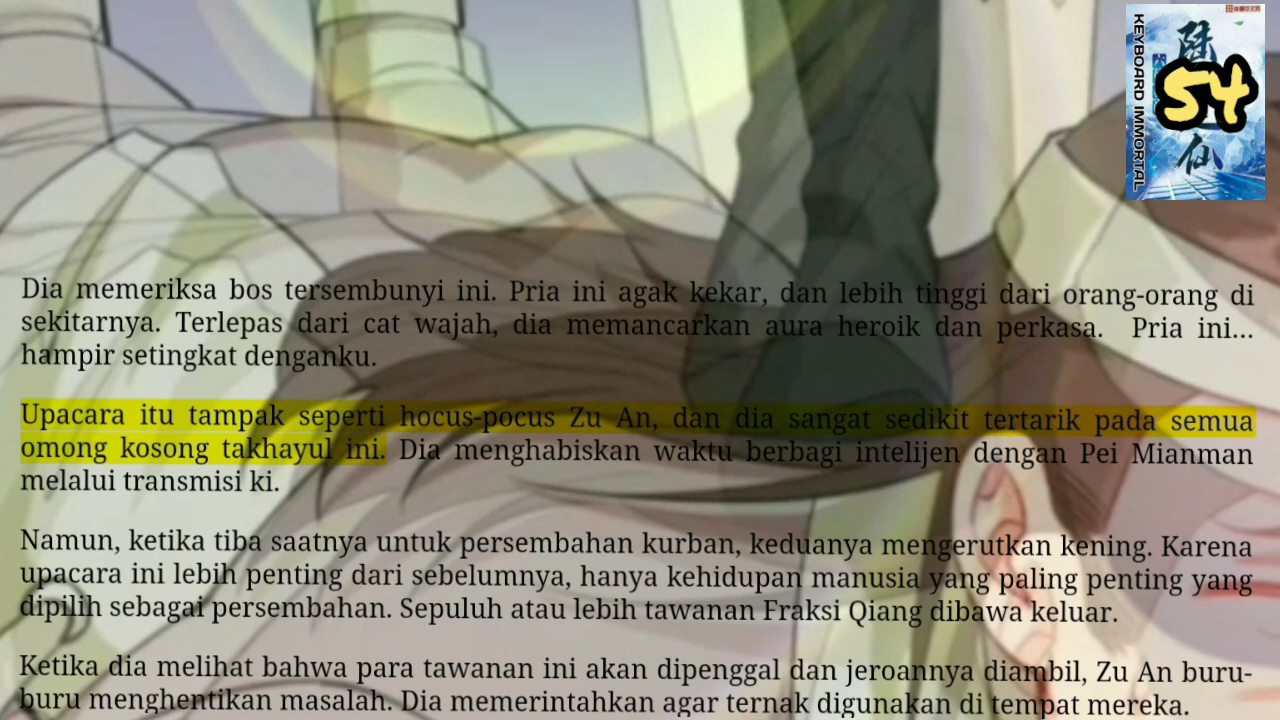 KEYBOARD IMMORTAL
陸
仙
54
Dia memeriksa bos tersembunyi ini. Pria ini agak kekar, dan lebih tinggi dari orang-orang di
sekitarnya. Terlepas dari cat wajah, dia memancarkan aura heroik dan perkasa. Pria ini...
hampir setingkat denganku.
Upacara itu tampak seperti hocus-pocus Zu An, dan dia sangat sedikit tertarik pada semua
omong kosong takhayul ini. Dia menghabiskan waktu berbagi intelijen dengan Pei Mianman
melalui transmisi ki.
Namun, ketika tiba saatnya untuk persembahan kurban, keduanya mengerutkan kening. Karena
upacara ini lebih penting dari sebelumnya, hanya kehidupan manusia yang paling penting yang
dipilih sebagai persembahan. Sepuluh atau lebih tawanan Fraksi Qiang dibawa keluar.
Ketika dia melihat bahwa para tawanan ini akan dipenggal dan jeroannya diambil, Zu An buru-
buru menghentikan masalah. Dia memerintahkan agar ternak digunakan di tempat mereka.